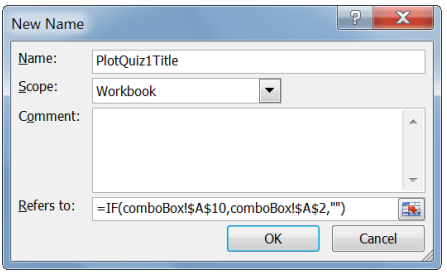 New Name
Name: PlotQuiz1Title
Scope: Workbook
Comment:
Refers to: =IF(comboBox!$A$10,comboBox!$A$2,"")
OK Cancel